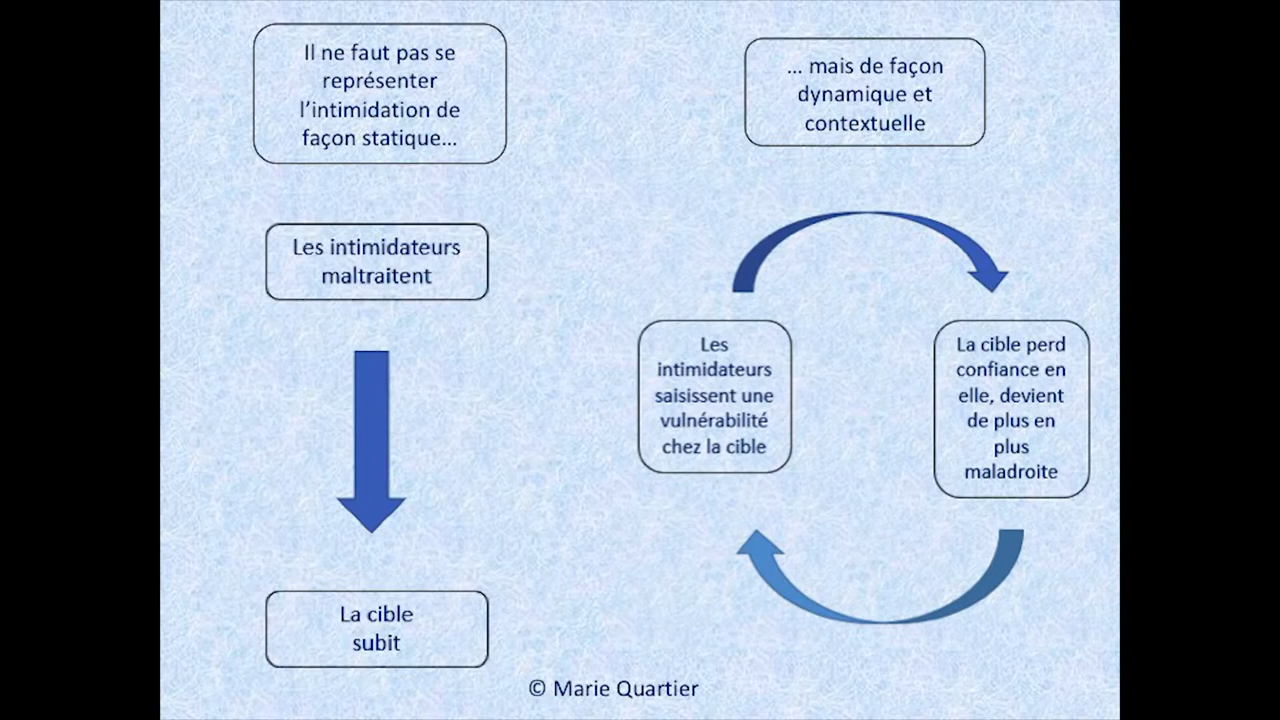 Il ne faut pas se
représenter
l’intimidation de
façon statique…
… mais de façon
dynamique et
contextuelle
Les intimidateurs
maltraitent
La cible
subit
Les
intimidateurs
saisissent une
vulnérabilité
chez la cible
La cible perd
confiance en
elle, devient
de plus en
plus
maladroite
© Marie Quartier